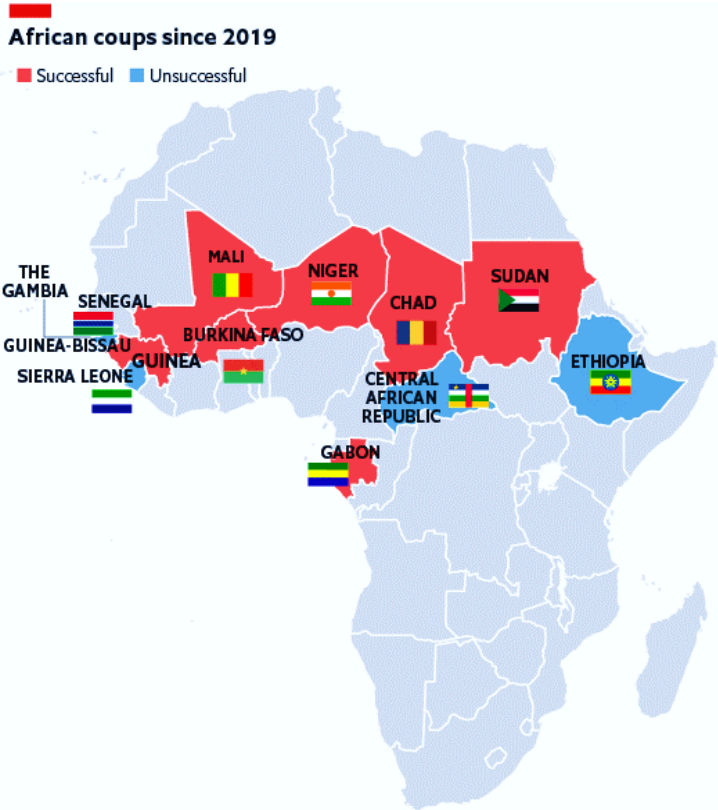 African coups since 2019
Successful
Unsuccessful
MALI
NIGER
SUDAN
THE
GAMBIA
SENEGAL
CHAD
BURKINA FASO
GUINEA-BISSAU
GUINEA
ETHIOPIA
SIERRA LEONE
CENTRAL
AFRICAN
REPUBLIC
GABON